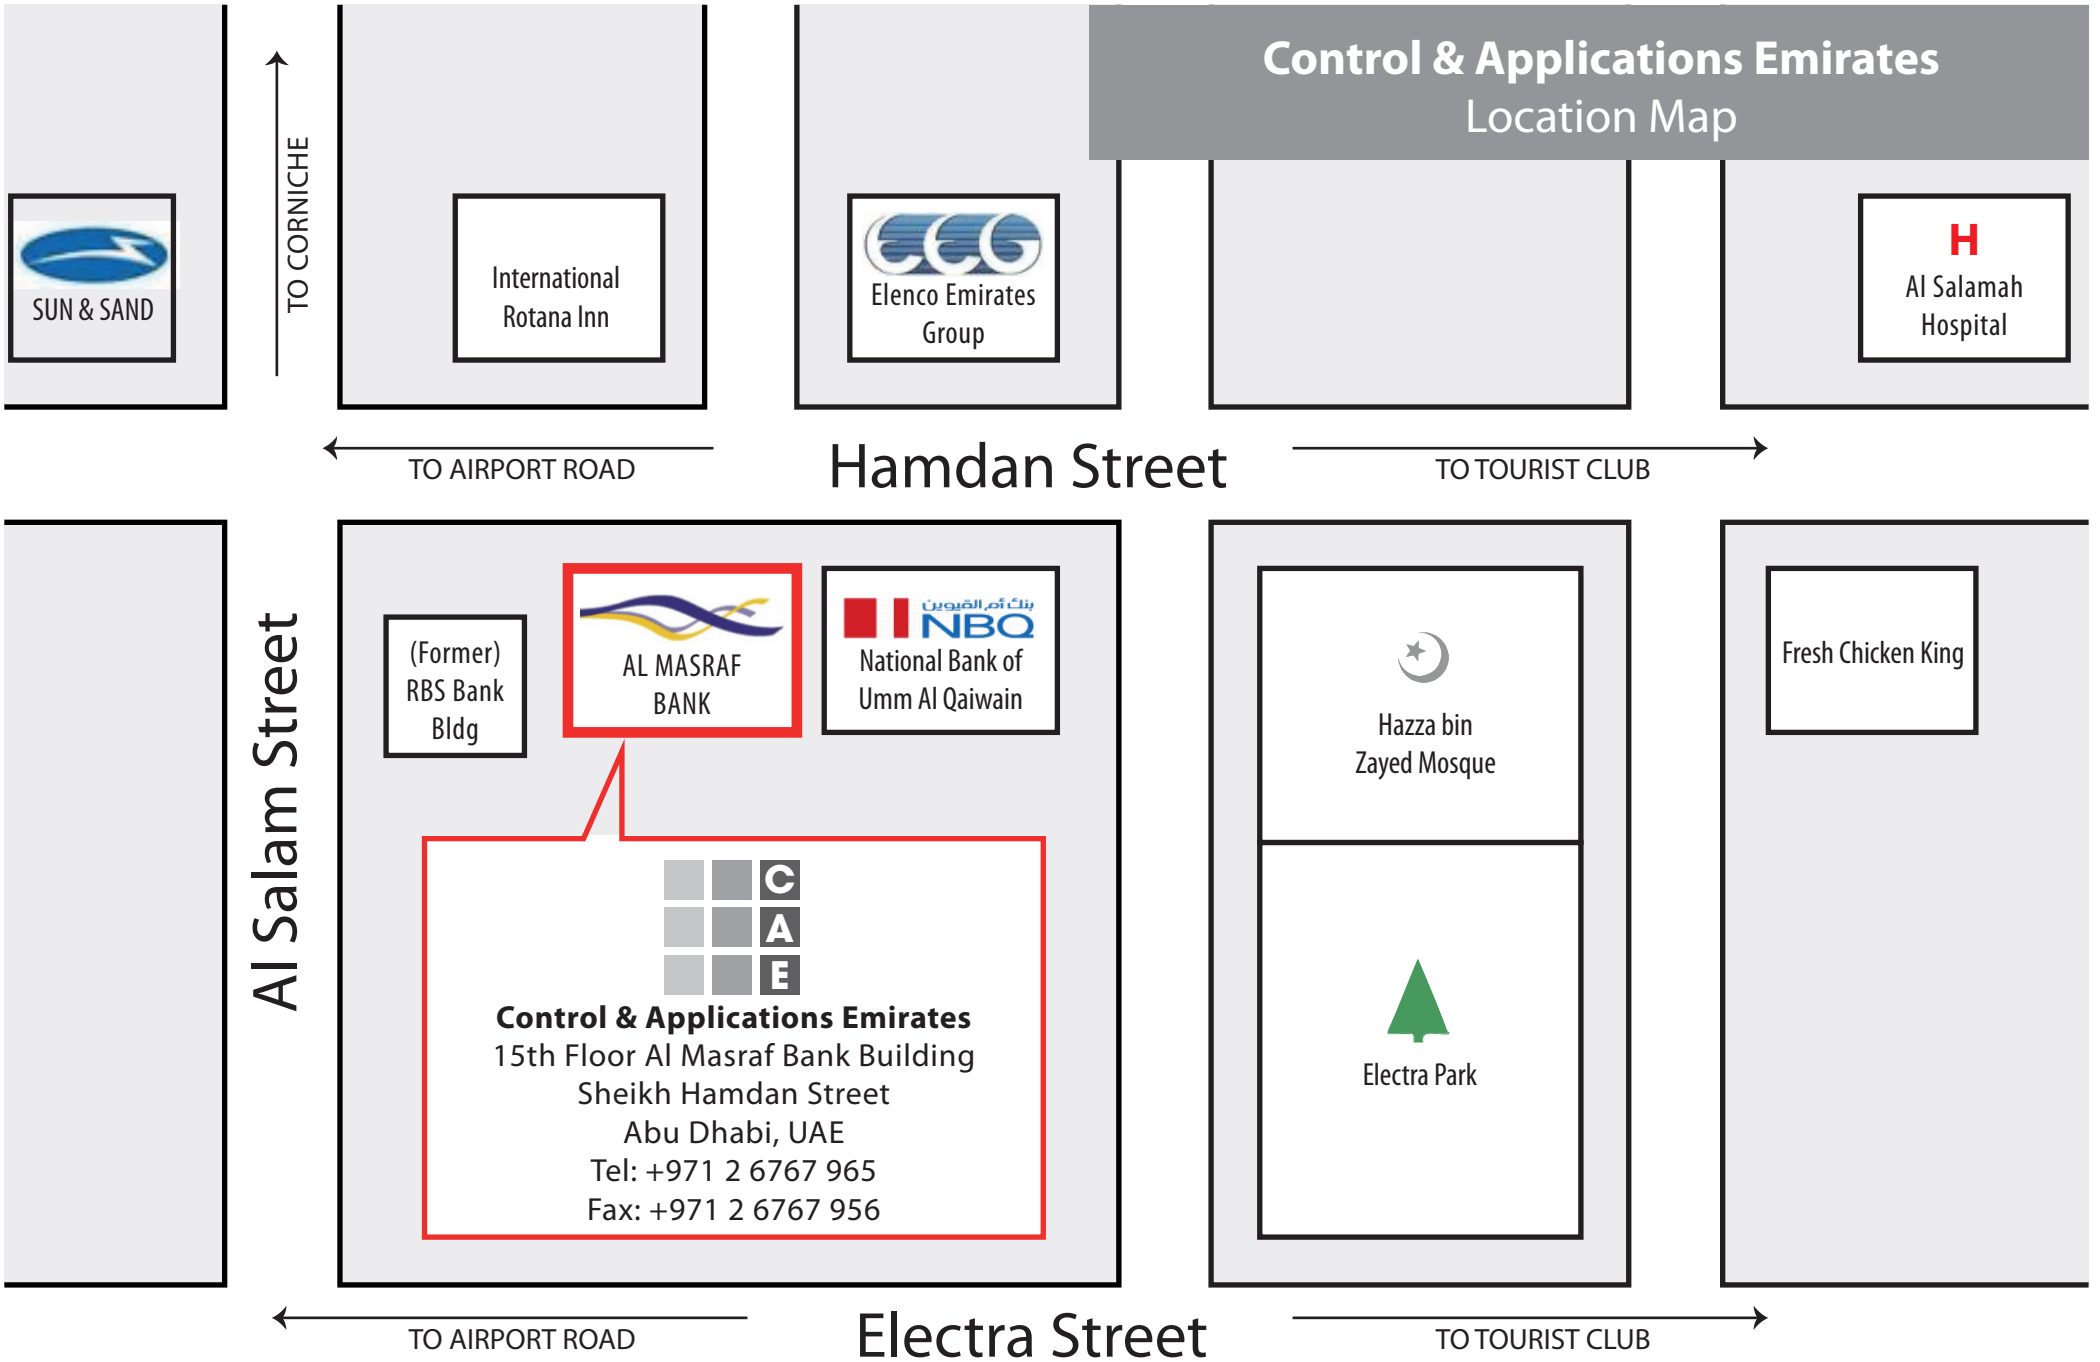 Control & Applications Emirates
Location Map
TO CORNICHE
SUN & SAND
International
Rotana Inn
EEG
Elenco Emirates
Group
H
Al Salamah
Hospital
TO AIRPORT ROAD
Hamdan Street
TO TOURIST CLUB
Al Salam Street
(Former)
RBS Bank
Bldg
AL MASRAF
BANK
بنك أم القيوين
NBQ
National Bank of
Umm Al Qaiwain
Hazza bin
Zayed Mosque
Fresh Chicken King
C
A
E
Control & Applications Emirates
15th Floor Al Masraf Bank Building
Sheikh Hamdan Street
Abu Dhabi, UAE
Tel: +971 2 6767 965
Fax: +971 2 6767 956
Electra Park
TO AIRPORT ROAD
Electra Street
TO TOURIST CLUB